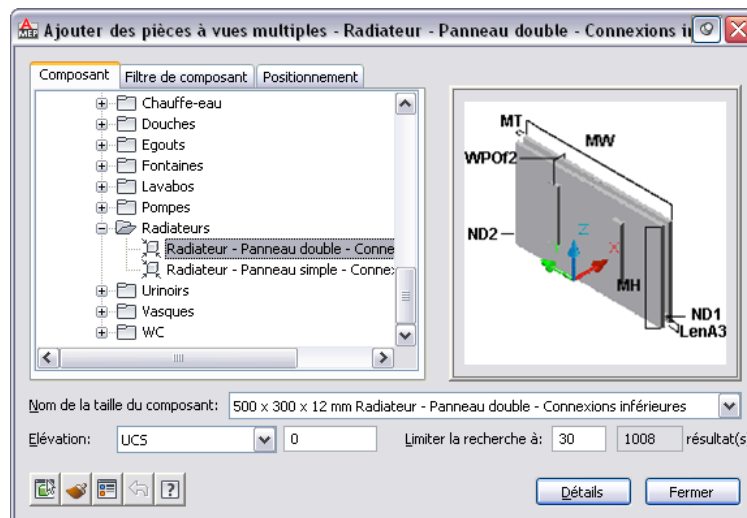 Ajouter des pièces à vues multiples - Radiateur - Panneau double - Connexions
Composant Filtre de composant Positionnement
Chauffe-eau
Douches
Egouts
Fontaines
Lavabos
Pompes
Radiateurs
Radiateur - Panneau double - Conne
Radiateur - Panneau simple - Connex
Urinoirs
Vasques
WC
MT
MW
WPOf2
ND2
Z
X
MH
ND1
LenA3
Nom de la taille du composant: 500 x 300 x 12 mm Radiateur - Panneau double - Connexions inférieures
Elévation: UCS 0 Limiter la recherche à: 30 1008 résultat(s
Détails Fermer